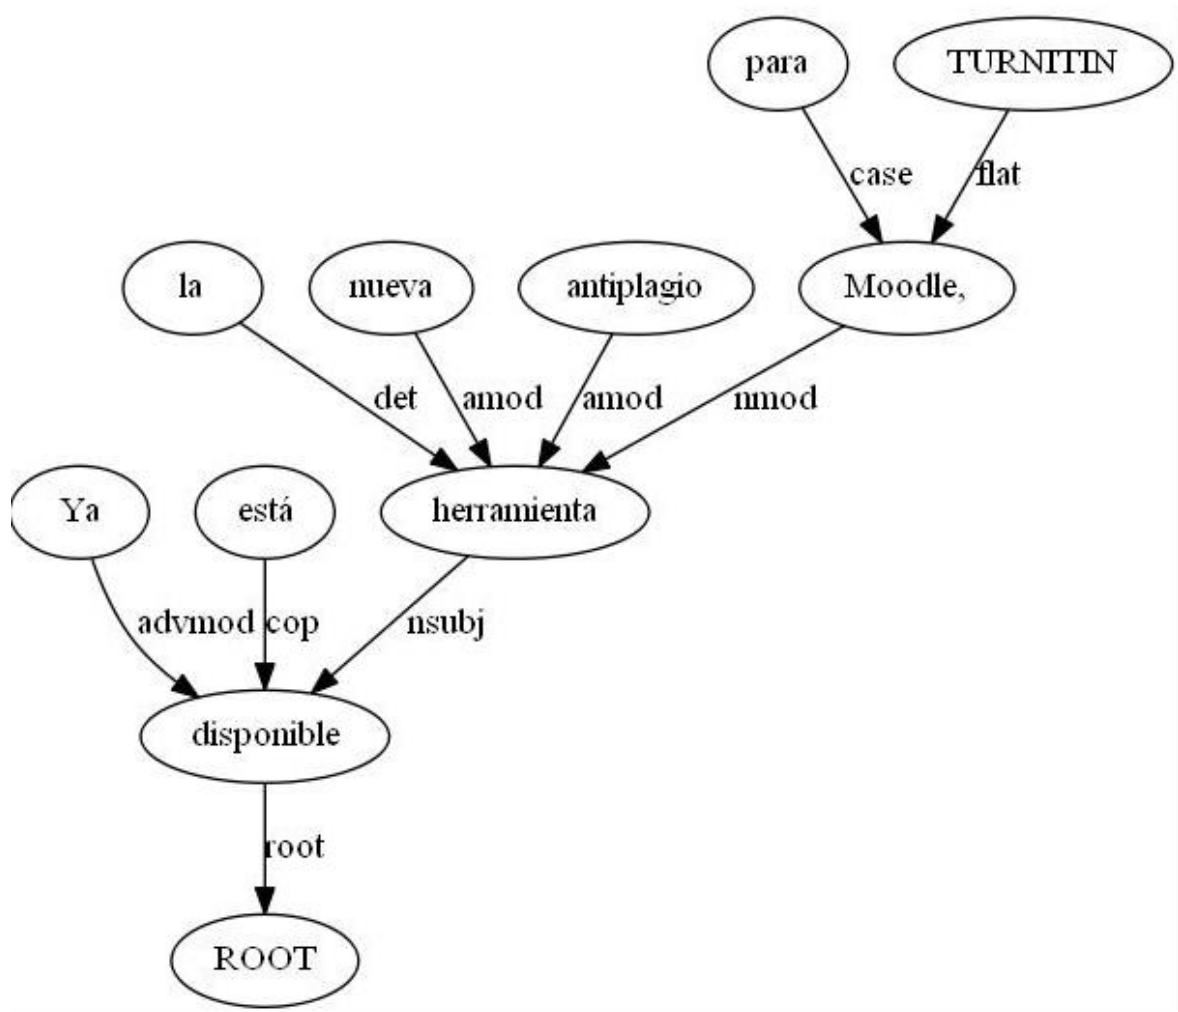 para TURNITIN
case flat
la nueva antiplagio Moodle,
det amod amod nmod
Ya está herramienta
advmod cop nsubj
disponible
root
ROOT